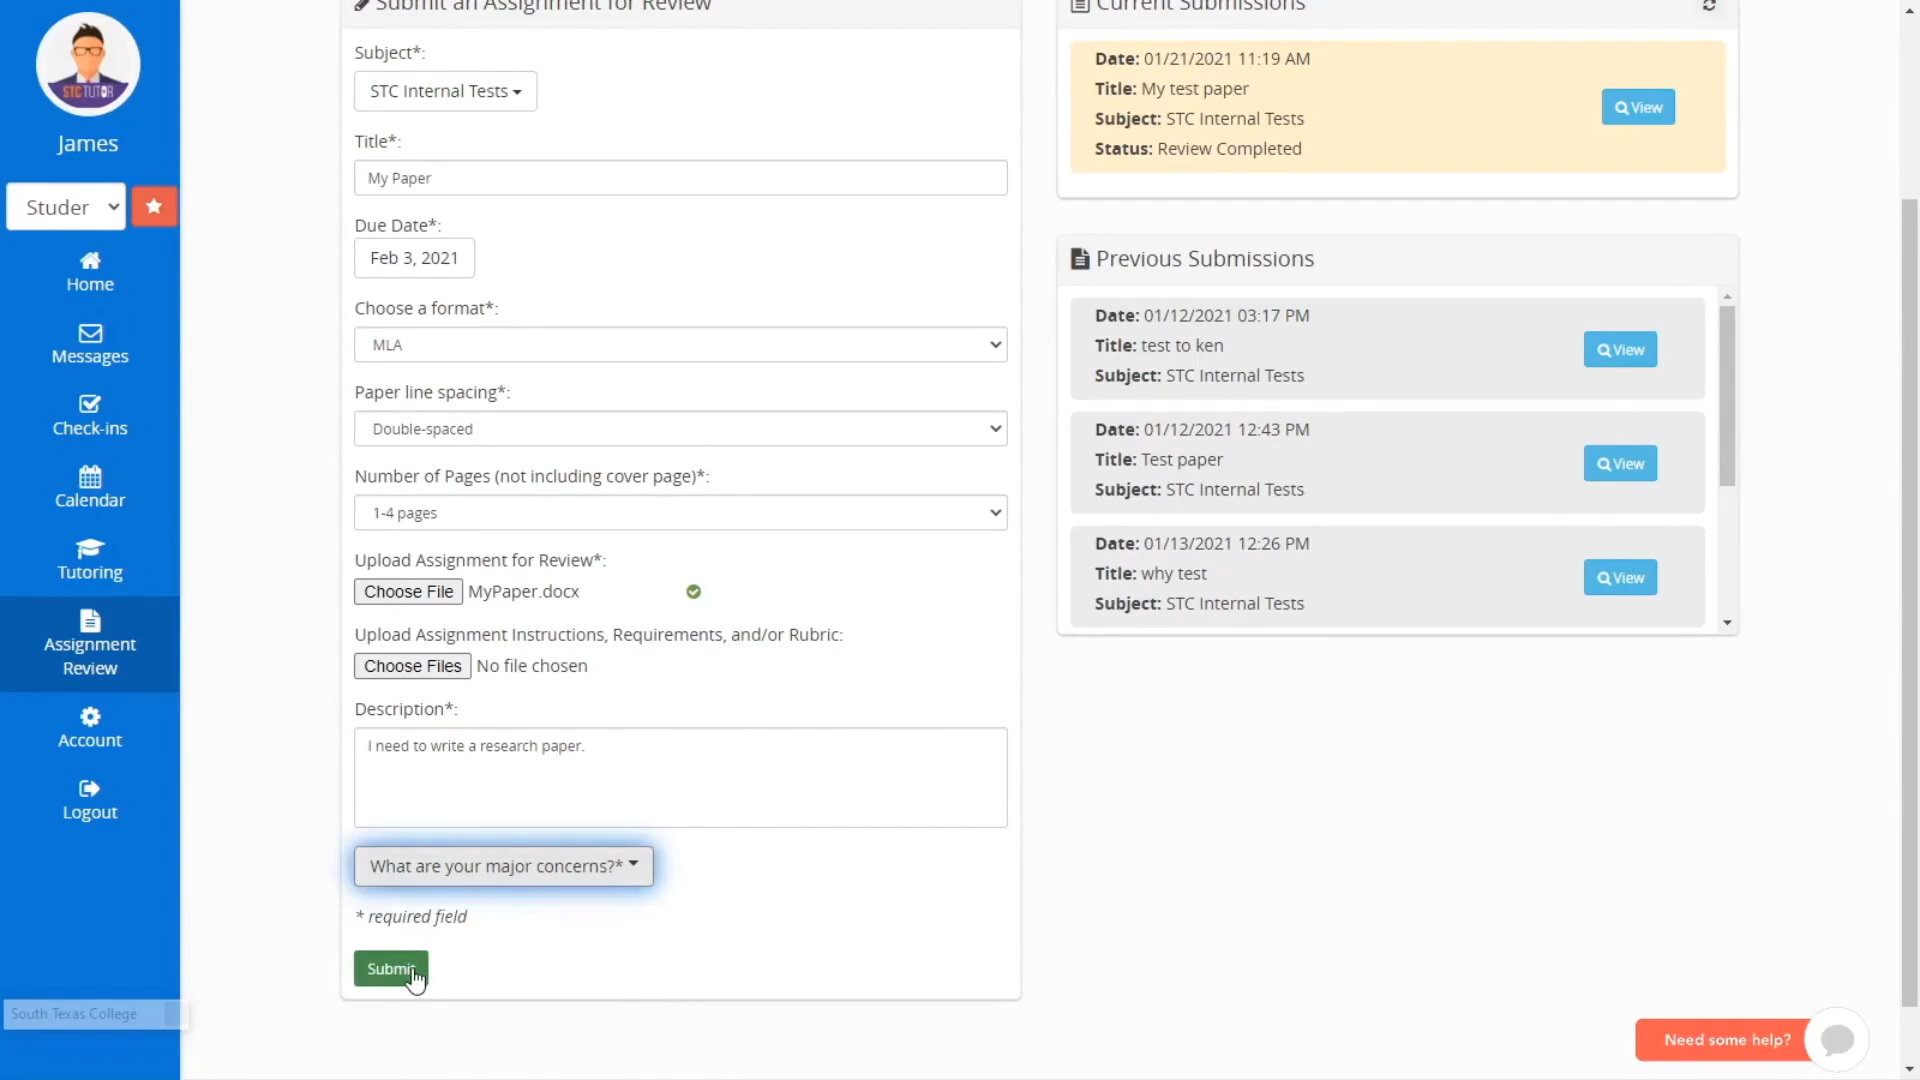 STC TUTOR
James
Studer
Home
Messages
Check-ins
Calendar
Tutoring
Assignment
Review
Account
Logout
South Texas College
Submit an Assignment for Review
Subject*:
STC Internal Tests
Title*:
My Paper
Due Date*:
Feb 3, 2021
Choose a format*:
MLA
Paper line spacing*:
Double-spaced
Number of Pages (not including cover page)*:
1-4 pages
Upload Assignment for Review*:
Choose File MyPaper.docx
Upload Assignment Instructions, Requirements, and/or Rubric:
Choose Files No file chosen
Description*:
I need to write a research paper.
What are your major concerns?*
* required field
Submit
Current Submissions
Date: 01/21/2021 11:19 AM
Title: My test paper
Subject: STC Internal Tests
Status: Review Completed
View
Previous Submissions
Date: 01/12/2021 03:17 PM
Title: test to ken
Subject: STC Internal Tests
View
Date: 01/12/2021 12:43 PM
Title: Test paper
Subject: STC Internal Tests
View
Date: 01/13/2021 12:26 PM
Title: why test
Subject: STC Internal Tests
View
Need some help?